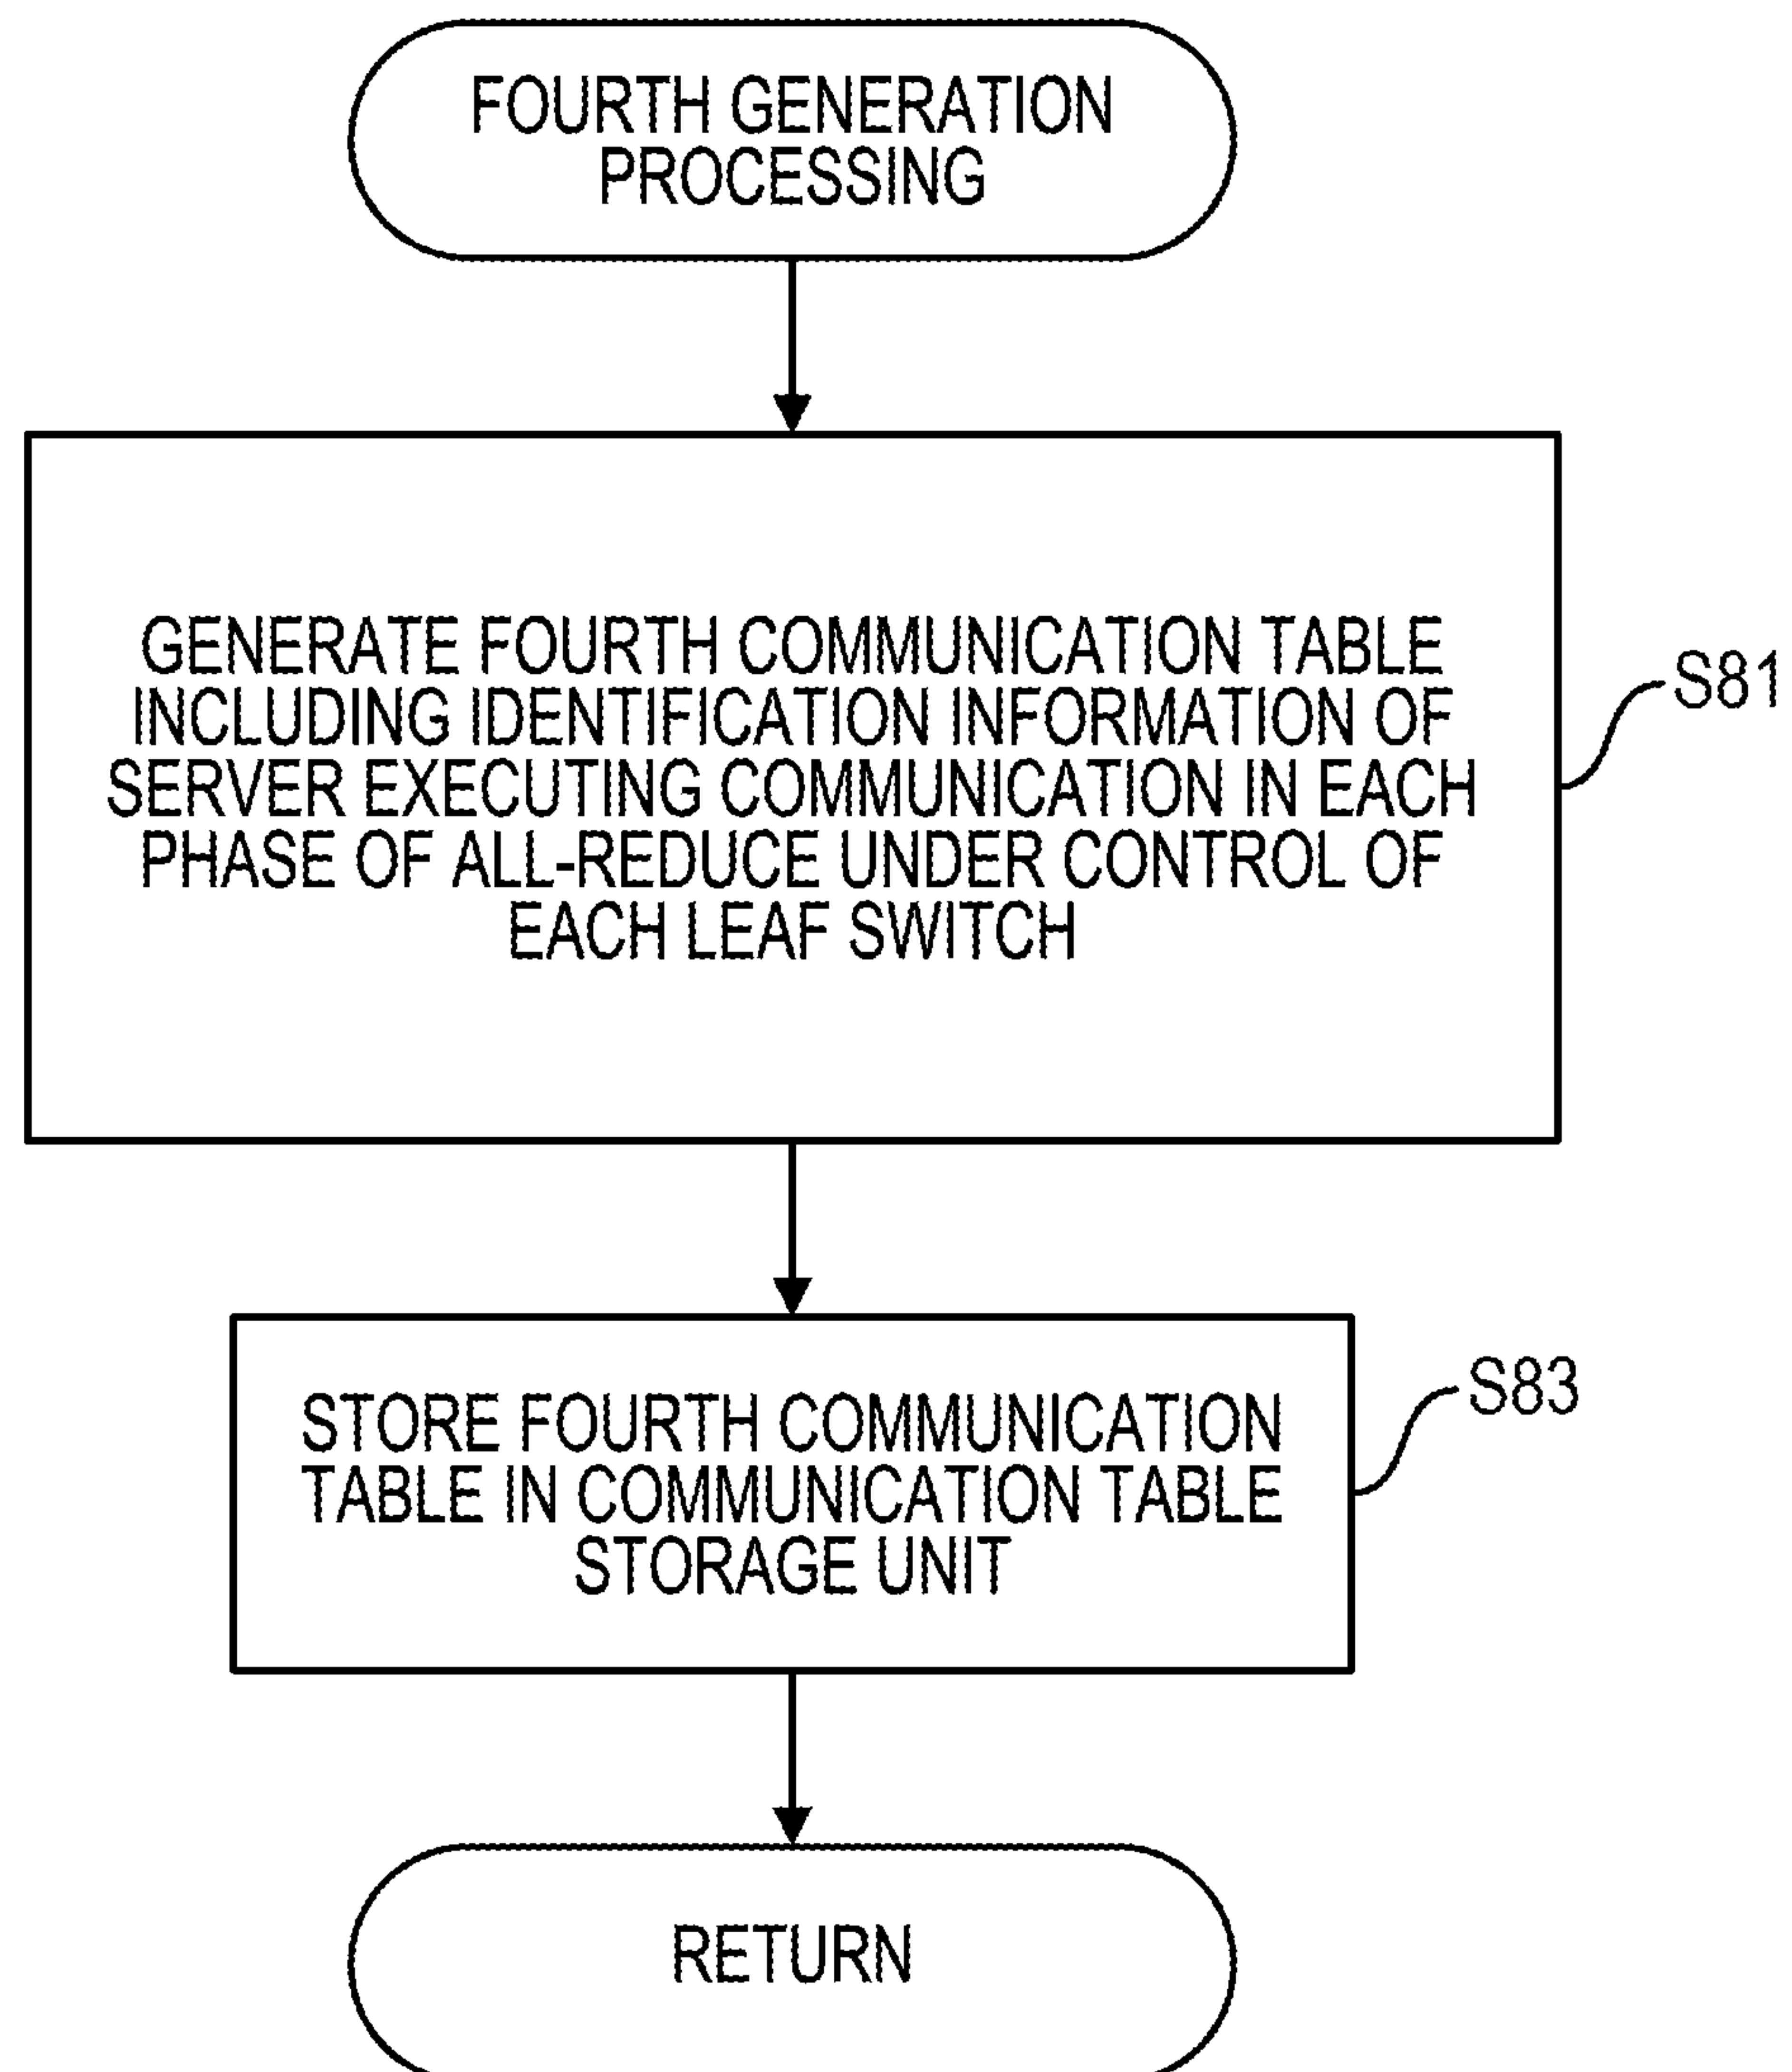 FOURTH GENERATION
PROCESSING
GENERATE FOURTH COMMUNICATION TABLE
INCLUDING IDENTIFICATION INFORMATION OF
SERVER EXECUTING COMMUNICATION IN EACH
PHASE OF ALL-REDUCE UNDER CONTROL OF
EACH LEAF SWITCH
S81
STORE FOURTH COMMUNICATION
TABLE IN COMMUNICATION TABLE
STORAGE UNIT
S83
RETURN